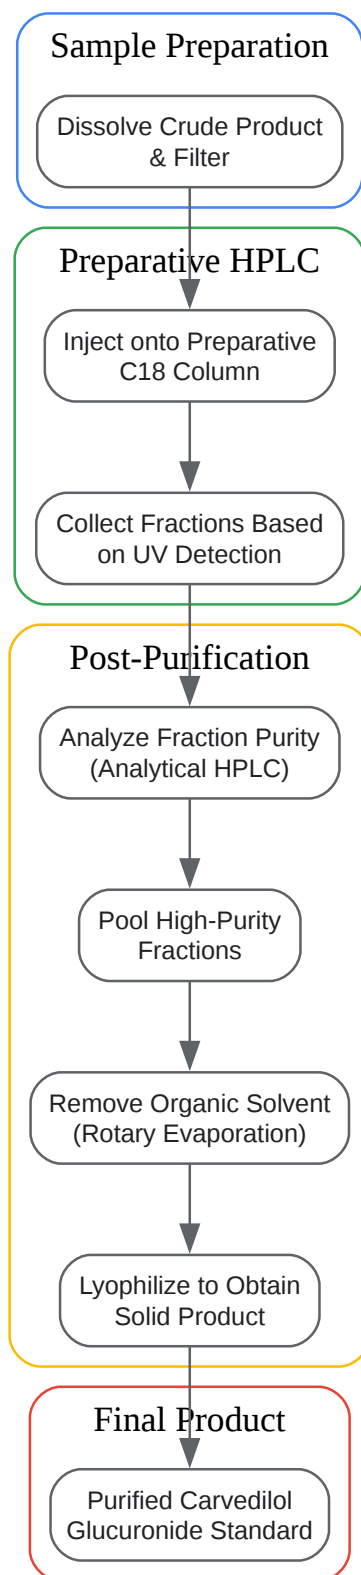 Sample Preparation
Dissolve Crude Product
& Filter
Preparative HPLC
Inject onto Preparative
C18 Column
Collect Fractions Based
on UV Detection
Post-Purification
Analyze Fraction Purity
(Analytical HPLC)
Pool High-Purity
Fractions
Remove Organic Solvent
(Rotary Evaporation)
Lyophilize to Obtain
Solid Product
Final Product
Purified Carvedilol
Glucuronide Standard